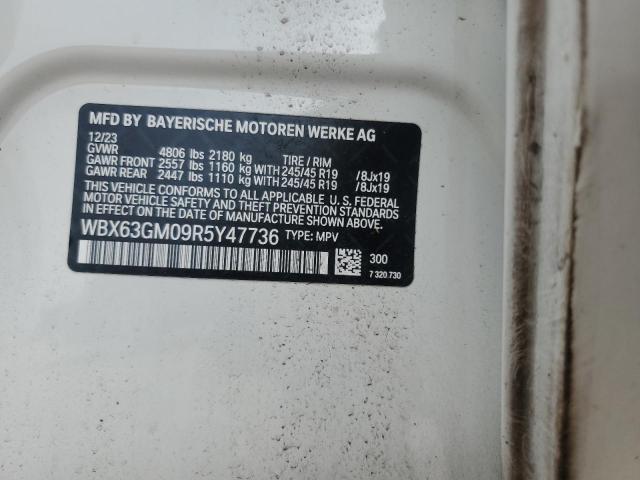 MFD BY BAYERISCHE MOTOREN WERKE AG
12/23
GVWR 4806 lbs 2180 kg TIRE / RIM
GAWR FRONT 2557 lbs 1160 kg WITH 245/45 R19 /8Jx19
GAWR REAR 2447 lbs 1110 kg WITH 245/45 R19 /8Jx19
THIS VEHICLE CONFORMS TO ALL APPLICABLE U. S. FEDERAL
MOTOR VEHICLE SAFETY, BUMPER, AND THEFT PREVENTION
STANDARDS IN EFFECT ON THE DATE OF MANUFACTURE SHOWN
ABOVE.
WBX63GM09R5Y47736 TYPE: MPV
300
7 320 730